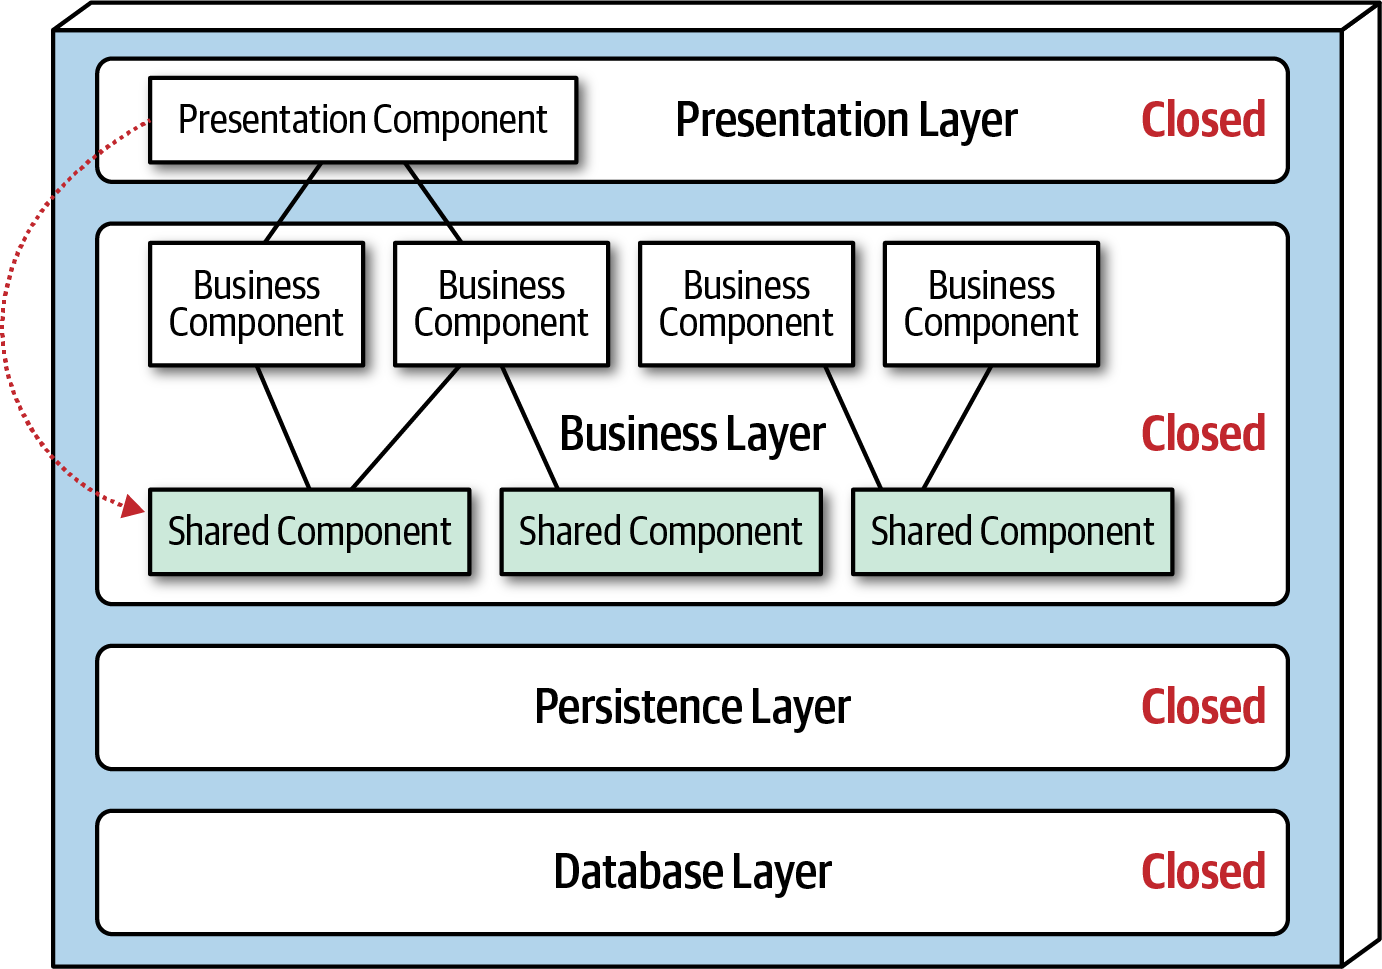 Presentation Component
Presentation Layer
Closed
Business
Component
Business
Component
Business
Component
Business
Component
Business Layer
Closed
Shared Component
Shared Component
Shared Component
Persistence Layer
Closed
Database Layer
Closed